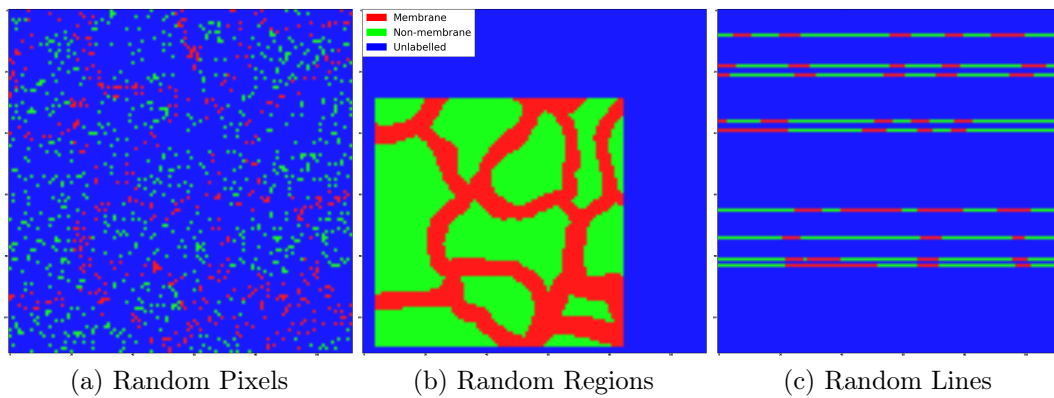 Membrane
Non-membrane
Unlabelled
(a) Random Pixels
(b) Random Regions
(c) Random Lines